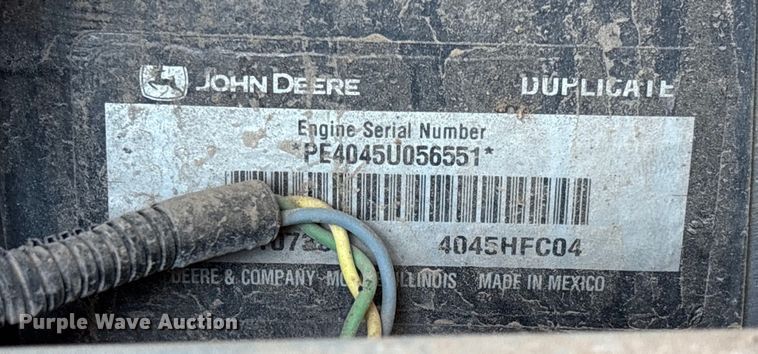 JOHN DEERE DUPLICATE
Engine Serial Number
*PE4045U056551*
4045HFC04
DEERE & COMPANY ILLINOIS MADE IN MEXICO
Purple Wave Auction